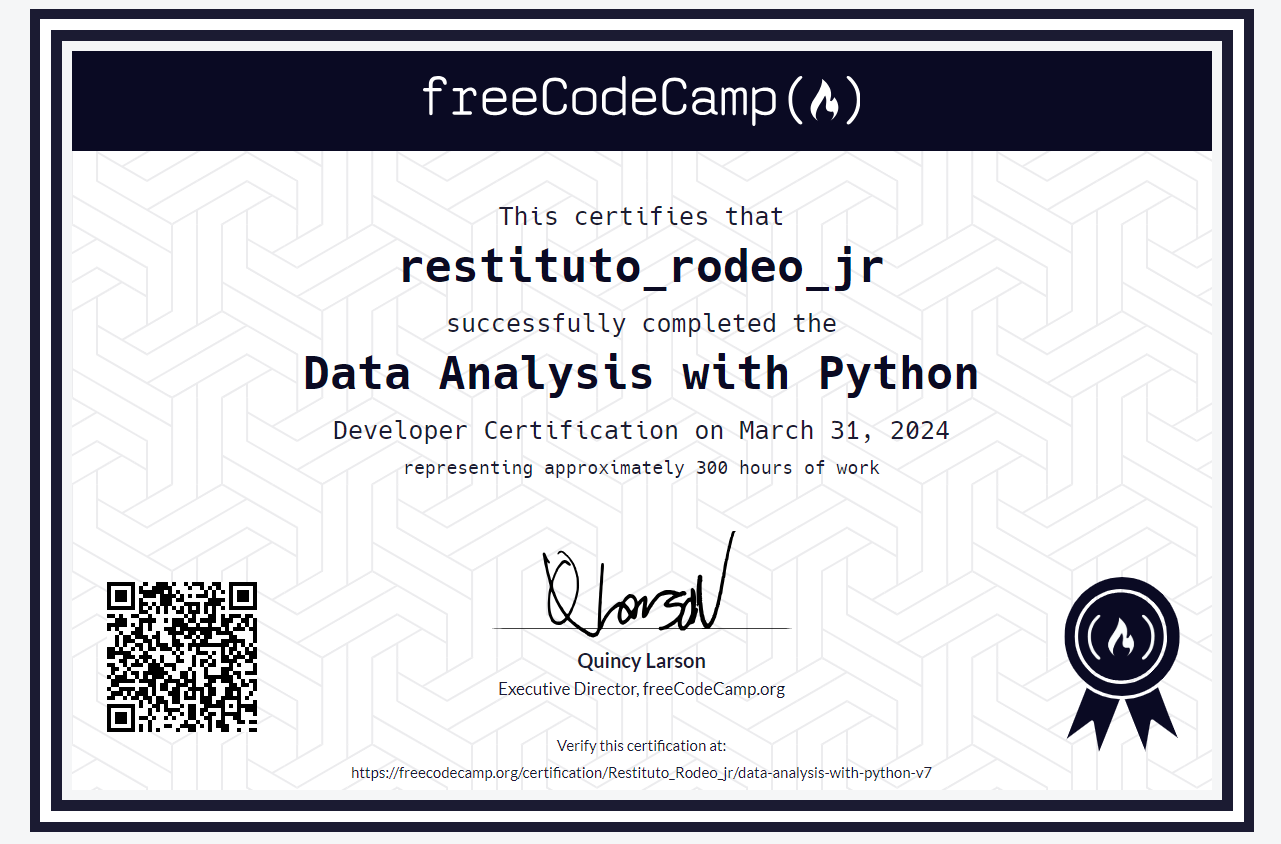 freeCodeCamp
This certifies that
restituto_rodeo_jr
successfully completed the
Data Analysis with Python
Developer Certification on March 31, 2024
representing approximately 300 hours of work
Quincy Larson
Executive Director, freeCodeCamp.org
Verify this certification at:
https://freecodecamp.org/certification/Restituto_Rodeo_jr/data-analysis-with-python-v7